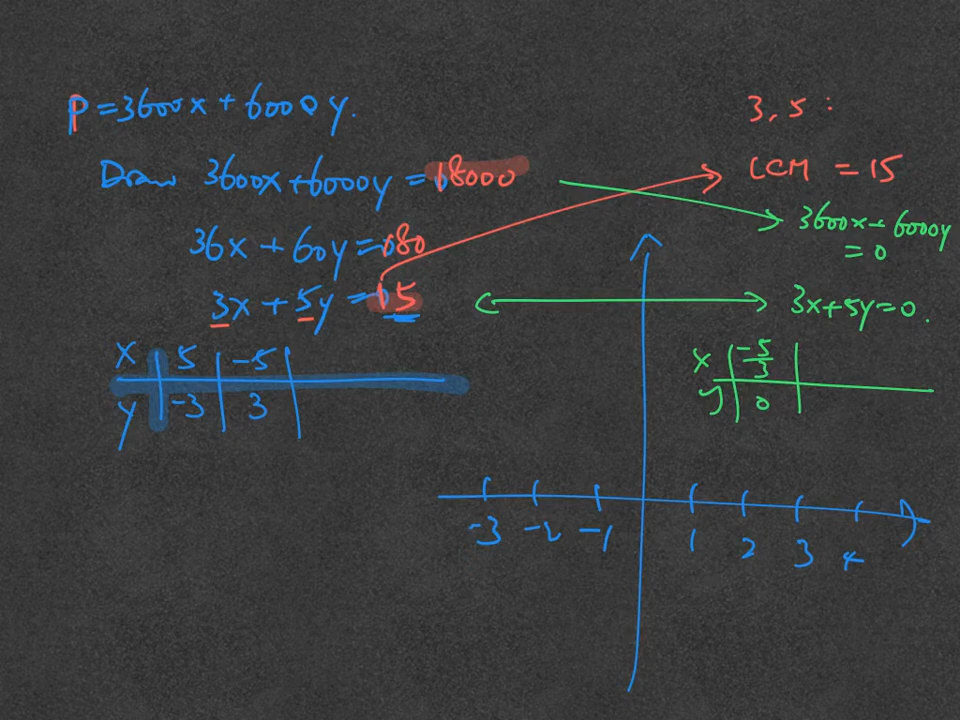 P = 3600x + 6000y.
Draw 3600x + 6000y = 18000
36x + 60y = 180
3x + 5y = 15
x | 5 | -5 |
y | -3 | 3 |
3, 5 :
LCM = 15
3600x + 6000y
= 0
3x + 5y = 0.
x | -5/3 |
y | 0 |
-3 -2 -1 1 2 3 4